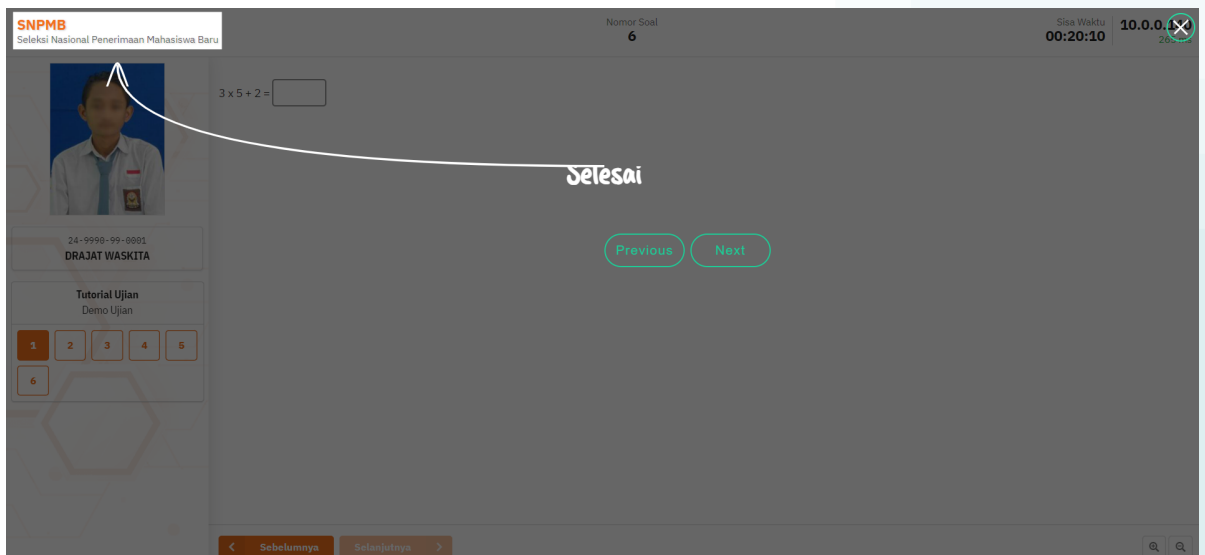 SNPMB
Seleksi Nasional Penerimaan Mahasiswa Baru
Nomor Soal
6
Sisa Waktu
00:20:10
3 x 5 + 2 =
Selesai
24-9990-99-0001
DRAJAT WASKITA
Previous
Next
Tutorial Ujian
Demo Ujian
1 2 3 4 5
6
Sebelumnya
Selanjutnya